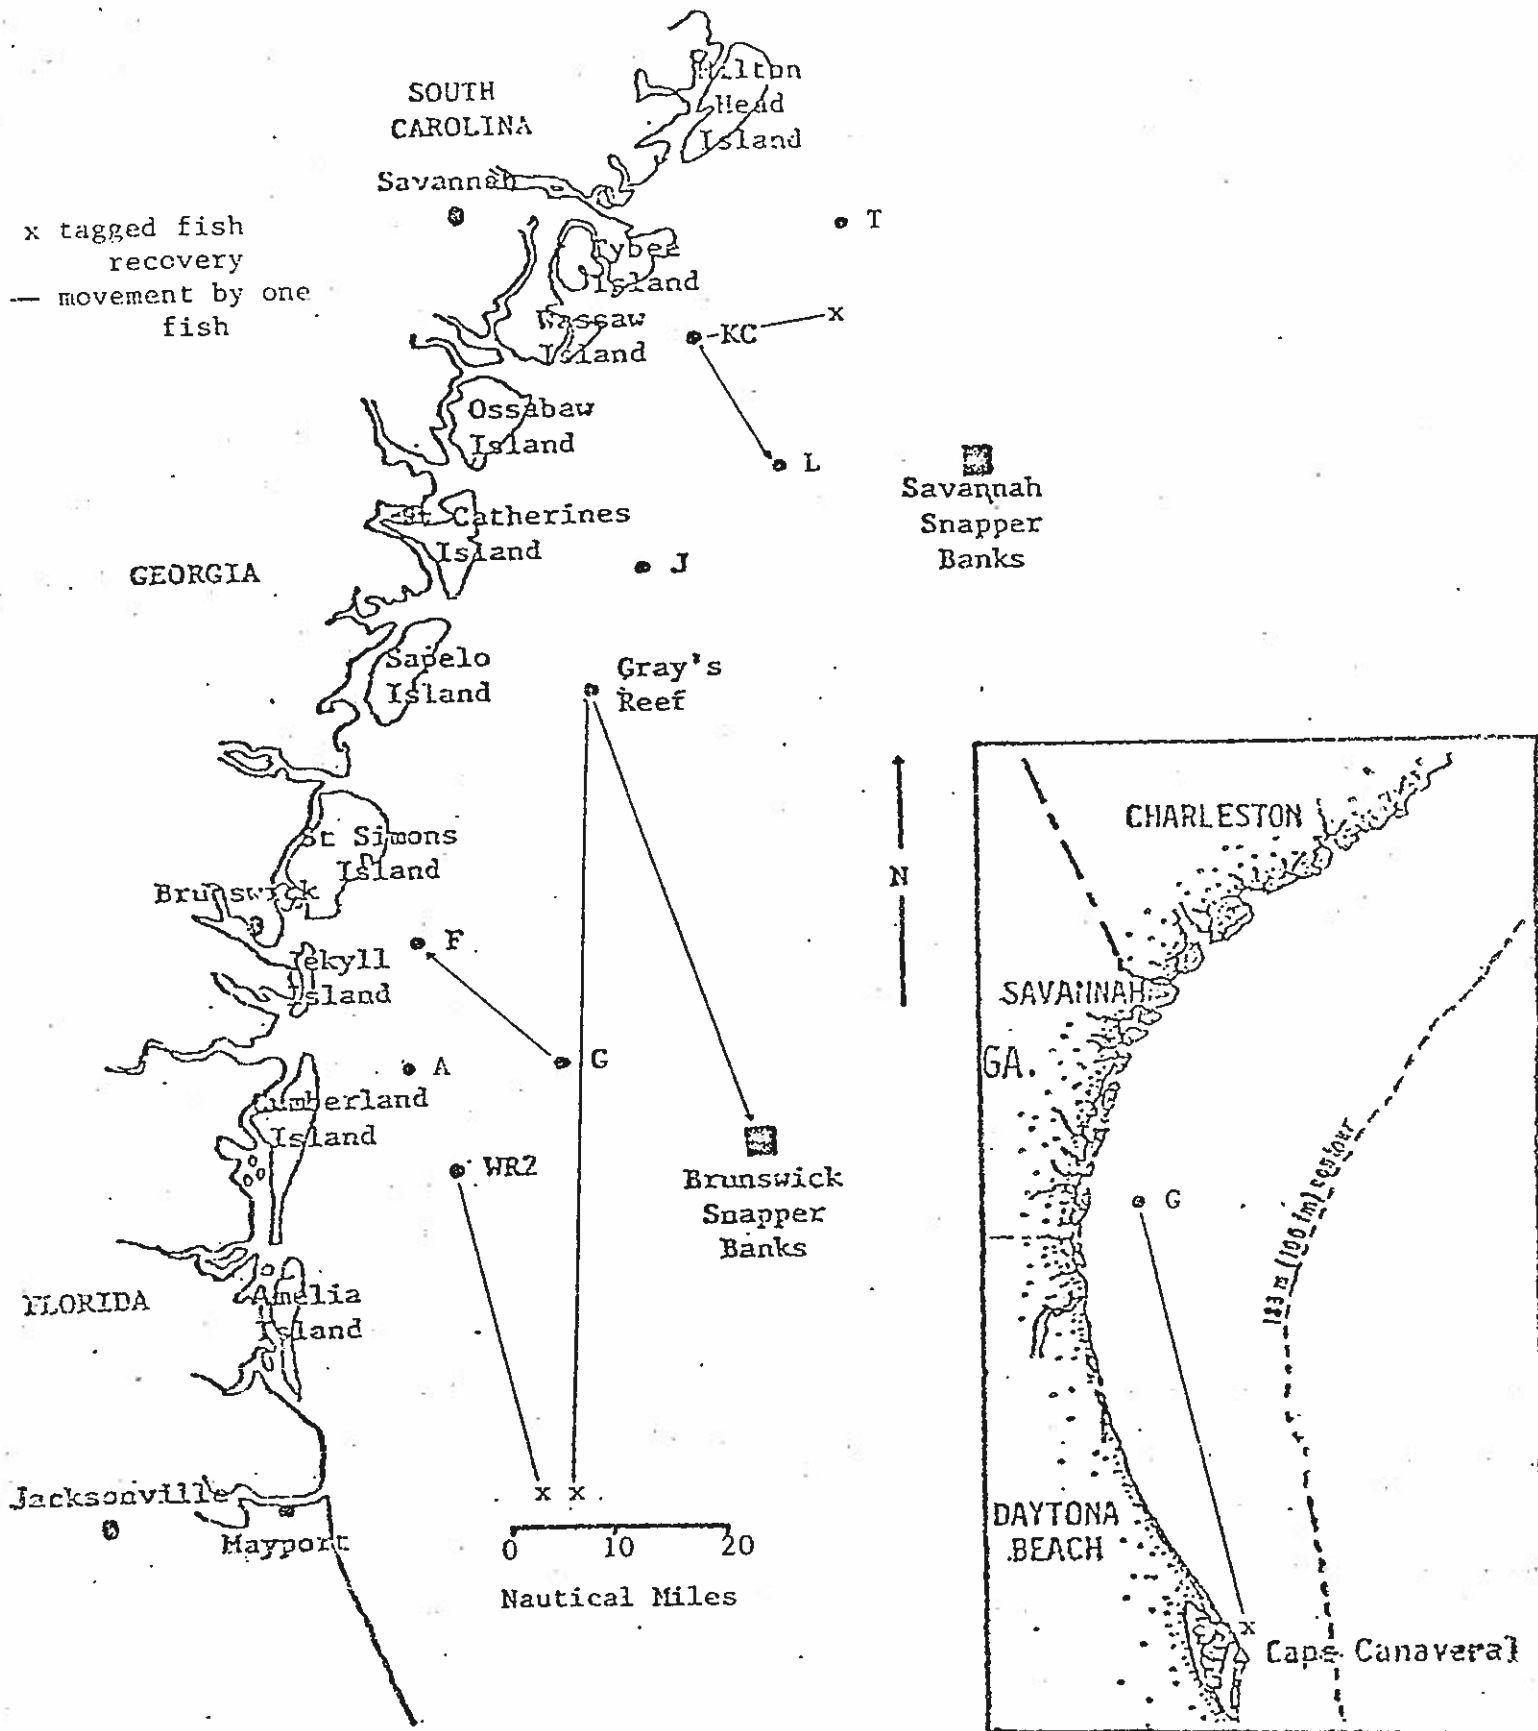 Hilton
Head
Island
SOUTH
CAROLINA
Savannah
x tagged fish
recovery
— movement by one
fish
T
Tybee
Island
Wassaw
Island
KC
x
Ossabaw
Island
L
Savannah
Snapper
Banks
St Catherines
Island
J
GEORGIA
Sapelo
Island
Gray's
Reef
St Simons
Island
Brunswick
N
F
Jekyll
Island
G
A
Cumberland
Island
WR2
Brunswick
Snapper
Banks
FLORIDA
Amelia
Island
x x
Jacksonville
Mayport
0 10 20
Nautical Miles
CHARLESTON
SAVANNAH
GA.
G
183 m (100 fm) contour
DAYTONA
BEACH
x
Cape Canaveral